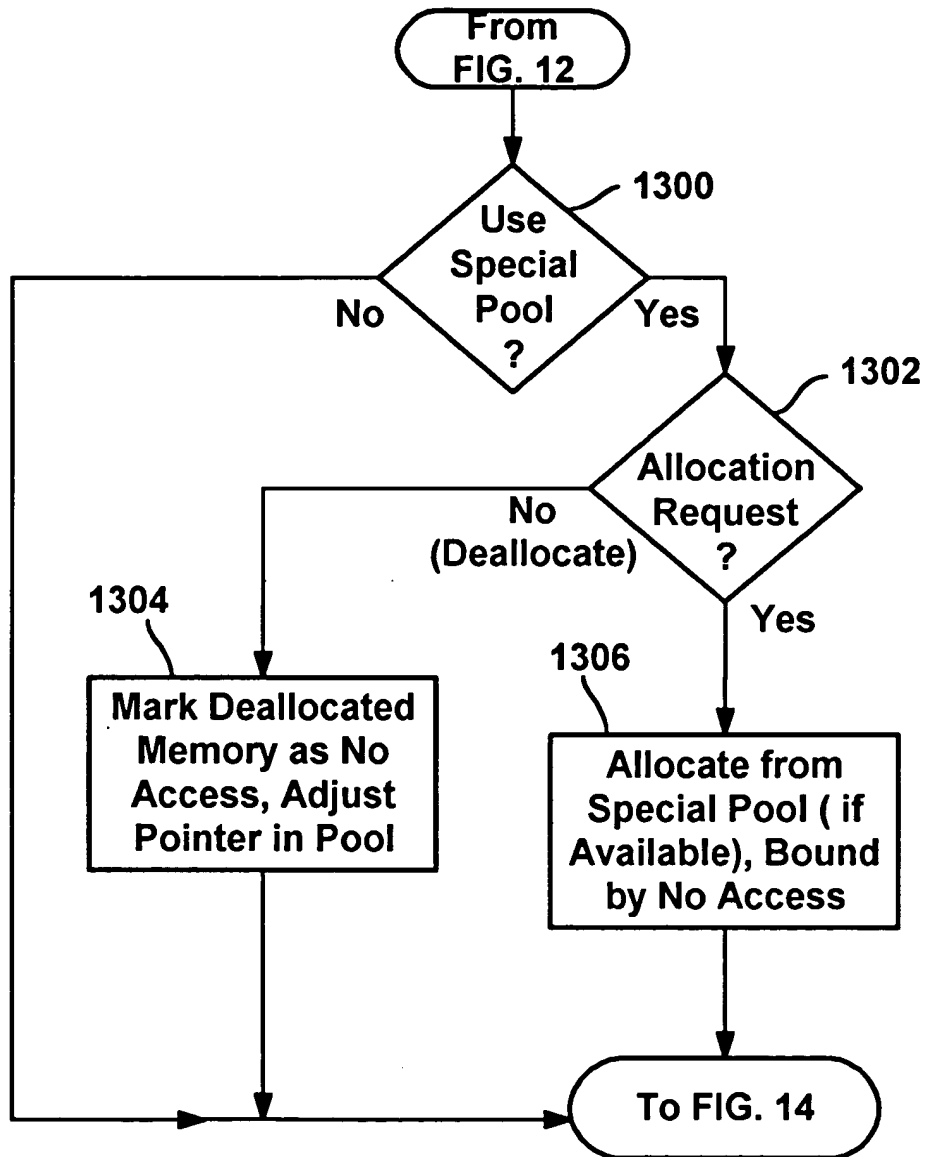 From
FIG. 12
1300
Use
Special
Pool
?
No
Yes
1302
Allocation
Request
?
No
(Deallocate)
Yes
1304
Mark Deallocated
Memory as No
Access, Adjust
Pointer in Pool
1306
Allocate from
Special Pool ( if
Available), Bound
by No Access
To FIG. 14